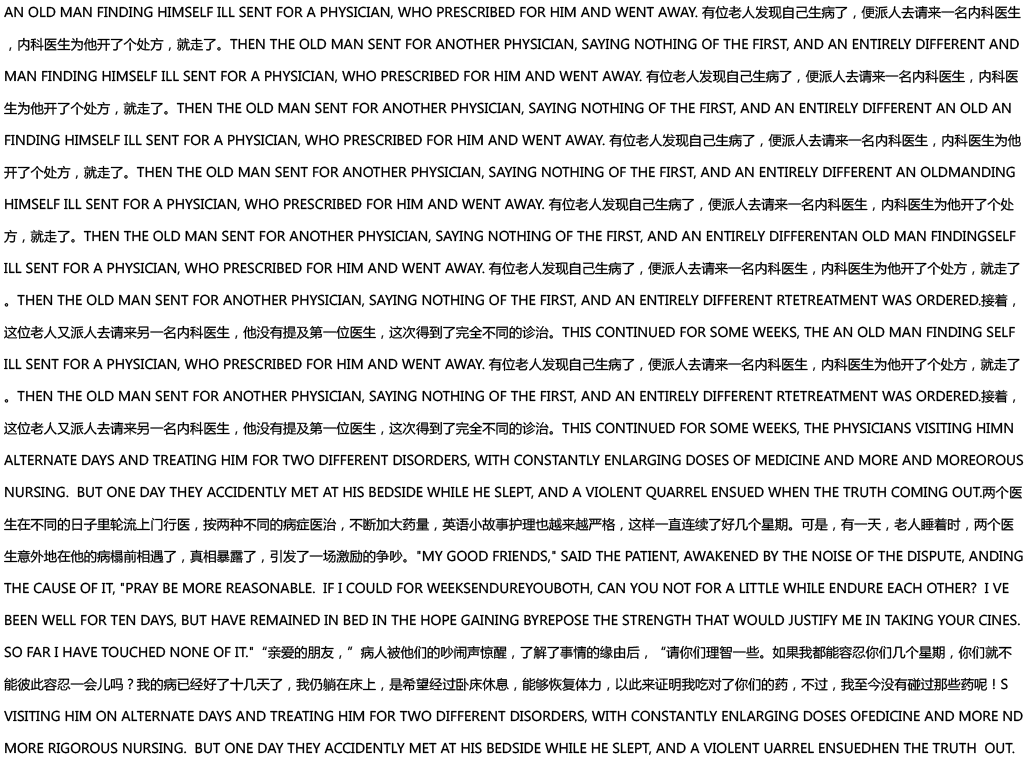 AN OLD MAN FINDING HIMSELF ILL SENT FOR A PHYSICIAN, WHO PRESCRIBED FOR HIM AND WENT AWAY. 有位老人发现自己生病了，便派人去请来一名内科医生
，内科医生为他开了个处方，就走了。THEN THE OLD MAN SENT FOR ANOTHER PHYSICIAN, SAYING NOTHING OF THE FIRST, AND AN ENTIRELY DIFFERENT AND
MAN FINDING HIMSELF ILL SENT FOR A PHYSICIAN, WHO PRESCRIBED FOR HIM AND WENT AWAY. 有位老人发现自己生病了，便派人去请来一名内科医生，内科医
生为他开了个处方，就走了。THEN THE OLD MAN SENT FOR ANOTHER PHYSICIAN, SAYING NOTHING OF THE FIRST, AND AN ENTIRELY DIFFERENT AN OLD AN
FINDING HIMSELF ILL SENT FOR A PHYSICIAN, WHO PRESCRIBED FOR HIM AND WENT AWAY. 有位老人发现自己生病了，便派人去请来一名内科医生，内科医生为他
开了个处方，就走了。THEN THE OLD MAN SENT FOR ANOTHER PHYSICIAN, SAYING NOTHING OF THE FIRST, AND AN ENTIRELY DIFFERENT AN OLDMANDING
HIMSELF ILL SENT FOR A PHYSICIAN, WHO PRESCRIBED FOR HIM AND WENT AWAY. 有位老人发现自己生病了，便派人去请来一名内科医生，内科医生为他开了个处
方，就走了。THEN THE OLD MAN SENT FOR ANOTHER PHYSICIAN, SAYING NOTHING OF THE FIRST, AND AN ENTIRELY DIFFERENTAN OLD MAN FINDINGSELF
ILL SENT FOR A PHYSICIAN, WHO PRESCRIBED FOR HIM AND WENT AWAY. 有位老人发现自己生病了，便派人去请来一名内科医生，内科医生为他开了个处方，就走了
。THEN THE OLD MAN SENT FOR ANOTHER PHYSICIAN, SAYING NOTHING OF THE FIRST, AND AN ENTIRELY DIFFERENT RTETREATMENT WAS ORDERED.接着，
这位老人又派人去请来另一名内科医生，他没有提及第一位医生，这次得到了完全不同的诊治。THIS CONTINUED FOR SOME WEEKS, THE AN OLD MAN FINDING SELF
ILL SENT FOR A PHYSICIAN, WHO PRESCRIBED FOR HIM AND WENT AWAY. 有位老人发现自己生病了，便派人去请来一名内科医生，内科医生为他开了个处方，就走了
。THEN THE OLD MAN SENT FOR ANOTHER PHYSICIAN, SAYING NOTHING OF THE FIRST, AND AN ENTIRELY DIFFERENT RTETREATMENT WAS ORDERED.接着，
这位老人又派人去请来另一名内科医生，他没有提及第一位医生，这次得到了完全不同的诊治。THIS CONTINUED FOR SOME WEEKS, THE PHYSICIANS VISITING HIMN
ALTERNATE DAYS AND TREATING HIM FOR TWO DIFFERENT DISORDERS, WITH CONSTANTLY ENLARGING DOSES OF MEDICINE AND MORE AND MOREOROUS
NURSING.  BUT ONE DAY THEY ACCIDENTLY MET AT HIS BEDSIDE WHILE HE SLEPT, AND A VIOLENT QUARREL ENSUED WHEN THE TRUTH COMING OUT.两个医
生在不同的日子里轮流上门行医，按两种不同的病症医治，不断加大药量，英语小故事护理也越来越严格，这样一直连续了好几个星期。可是，有一天，老人睡着时，两个医
生意外地在他的病榻前相遇了，真相暴露了，引发了一场激励的争吵。"MY GOOD FRIENDS," SAID THE PATIENT, AWAKENED BY THE NOISE OF THE DISPUTE, ANDING
THE CAUSE OF IT, "PRAY BE MORE REASONABLE.  IF I COULD FOR WEEKSENDUREYOUBOTH, CAN YOU NOT FOR A LITTLE WHILE ENDURE EACH OTHER?  I VE
BEEN WELL FOR TEN DAYS, BUT HAVE REMAINED IN BED IN THE HOPE GAINING BYREPOSE THE STRENGTH THAT WOULD JUSTIFY ME IN TAKING YOUR CINES.
SO FAR I HAVE TOUCHED NONE OF IT."“亲爱的朋友，”病人被他们的吵闹声惊醒，了解了事情的缘由后，“请你们理智一些。如果我都能容忍你们几个星期，你们就不
能彼此容忍一会儿吗？我的病已经好了十几天了，我仍躺在床上，是希望经过卧床休息，能够恢复体力，以此来证明我吃对了你们的药，不过，我至今没有碰过那些药呢！S
VISITING HIM ON ALTERNATE DAYS AND TREATING HIM FOR TWO DIFFERENT DISORDERS, WITH CONSTANTLY ENLARGING DOSES OFEDICINE AND MORE ND
MORE RIGOROUS NURSING.  BUT ONE DAY THEY ACCIDENTLY MET AT HIS BEDSIDE WHILE HE SLEPT, AND A VIOLENT UARREL ENSUEDHEN THE TRUTH  OUT.